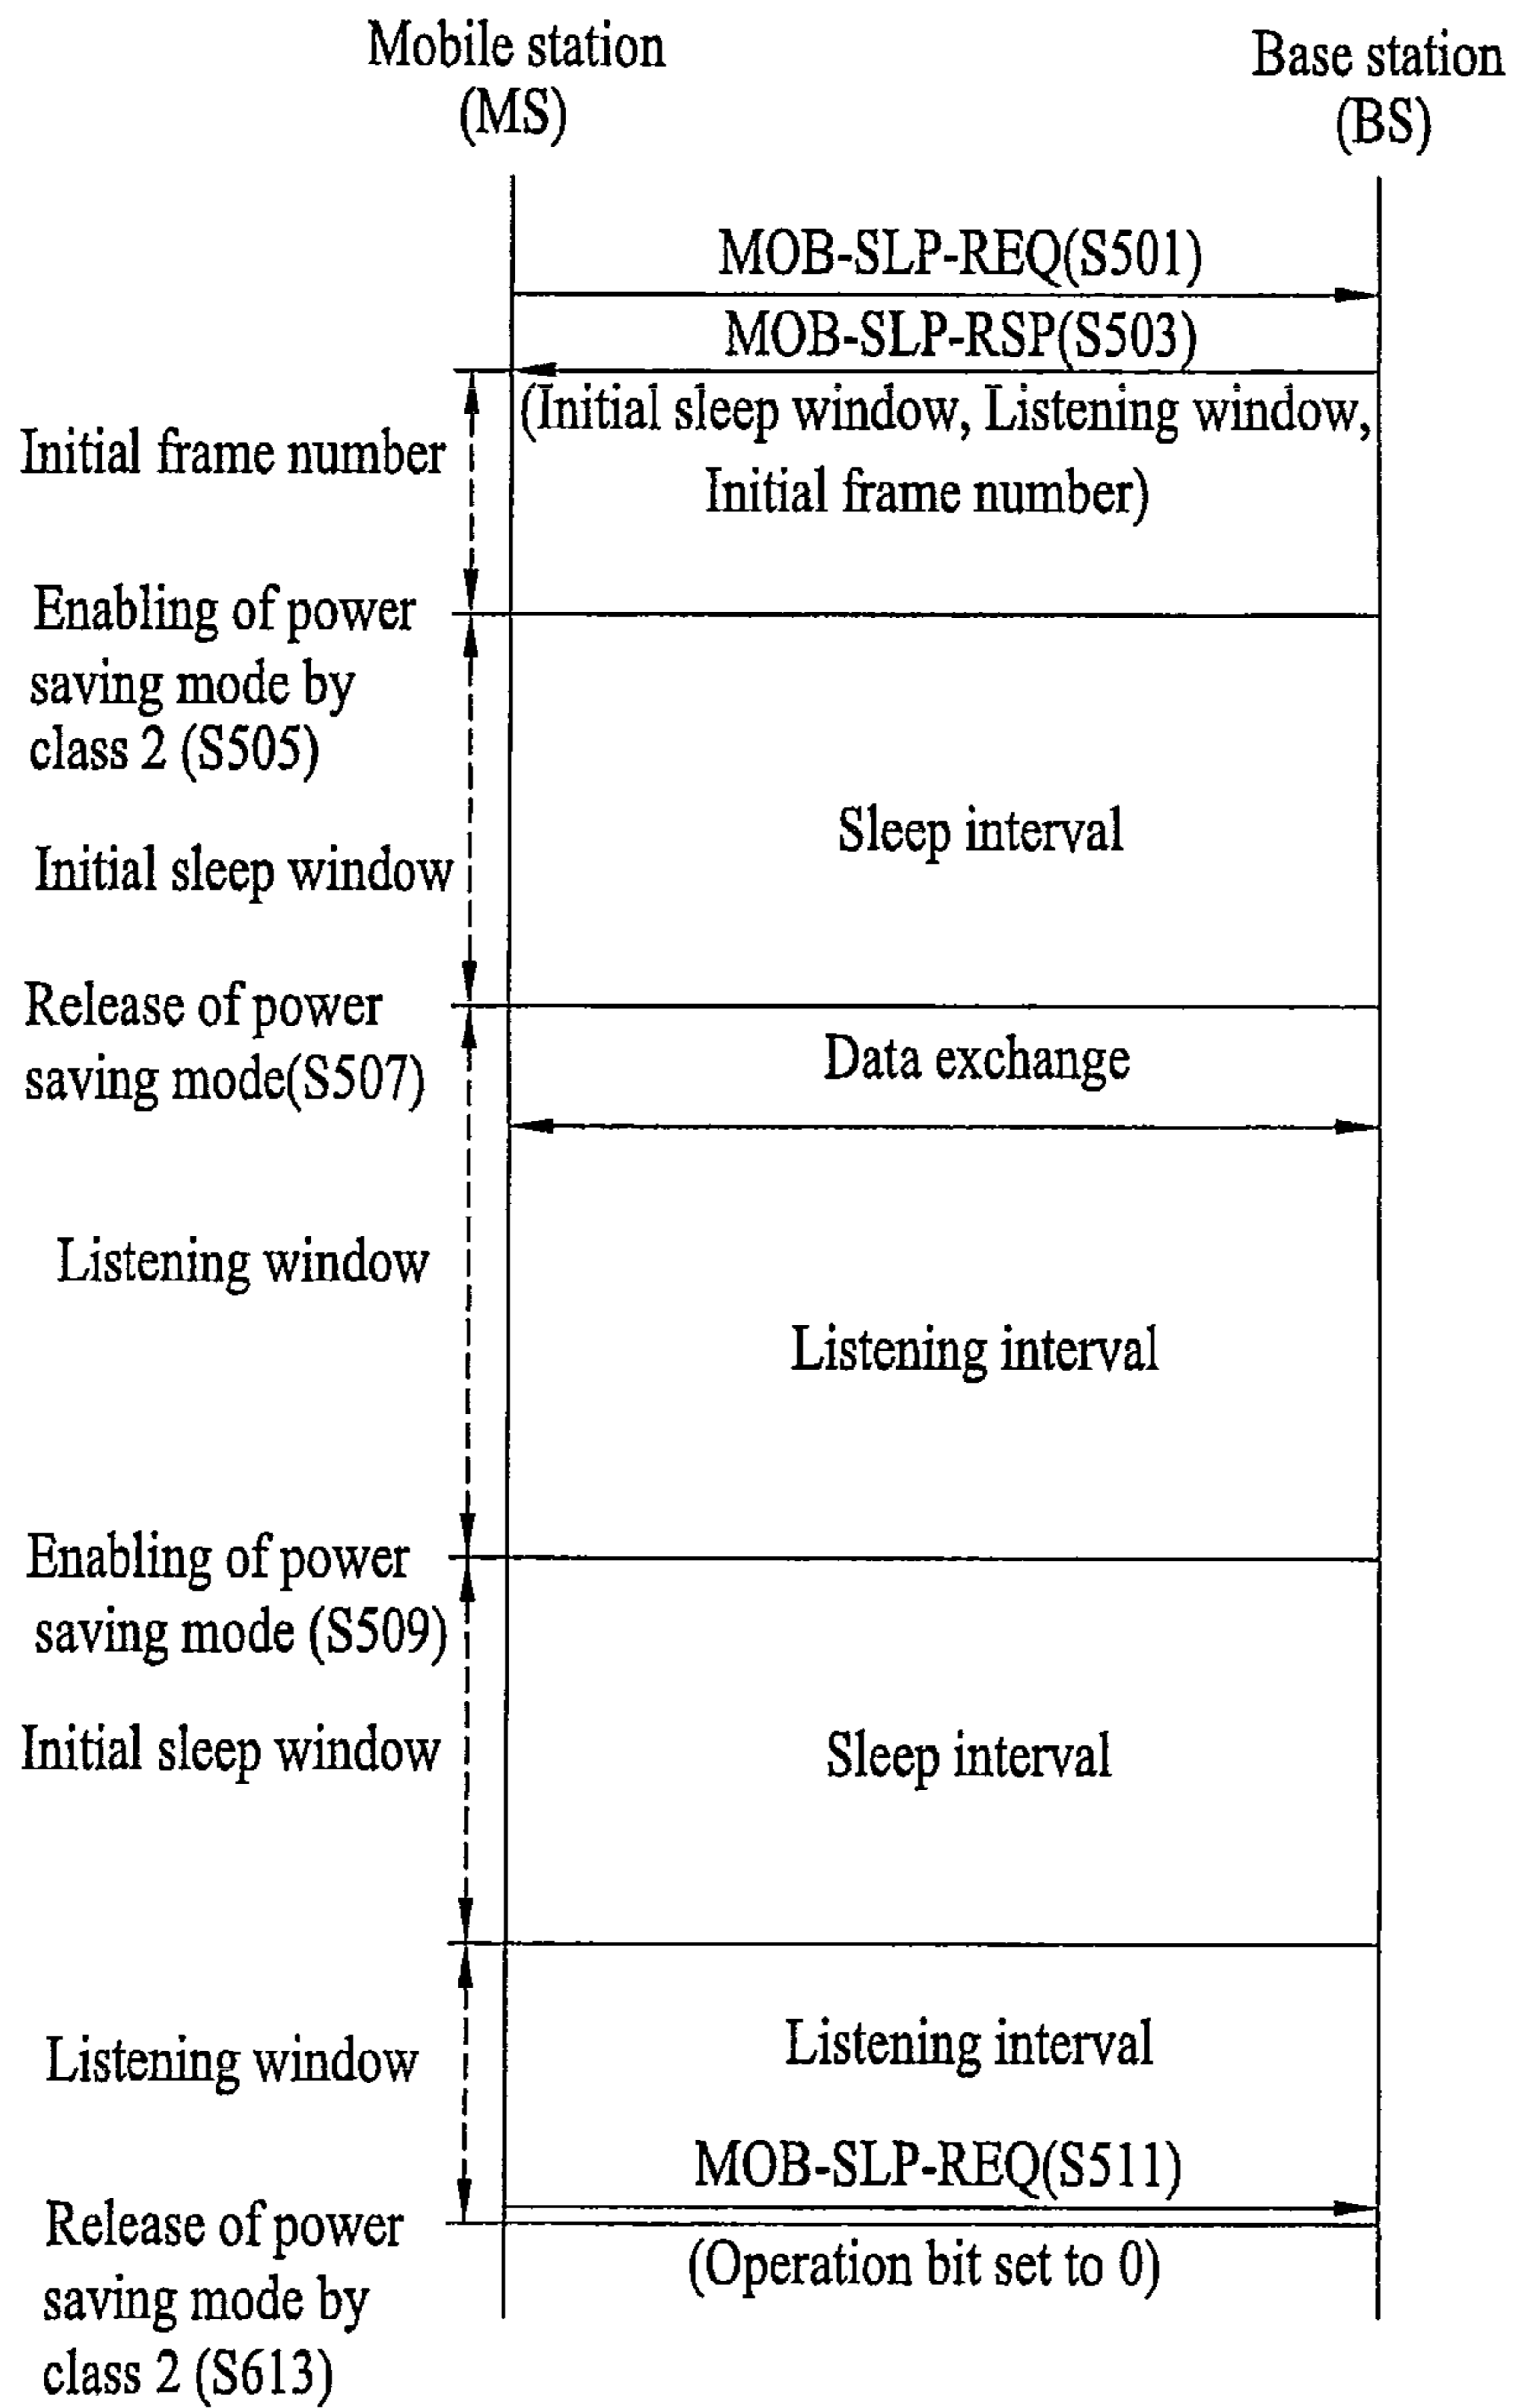 Mobile station
(MS)
Base station
(BS)
MOB-SLP-REQ(S501)
MOB-SLP-RSP(S503)
(Initial sleep window, Listening window,
Initial frame number)
Initial frame number
Enabling of power
saving mode by
class 2 (S505)
Sleep interval
Initial sleep window
Release of power
saving mode(S507)
Data exchange
Listening window
Listening interval
Enabling of power
saving mode (S509)
Initial sleep window
Sleep interval
Listening window
Listening interval
MOB-SLP-REQ(S511)
(Operation bit set to 0)
Release of power
saving mode by
class 2 (S613)